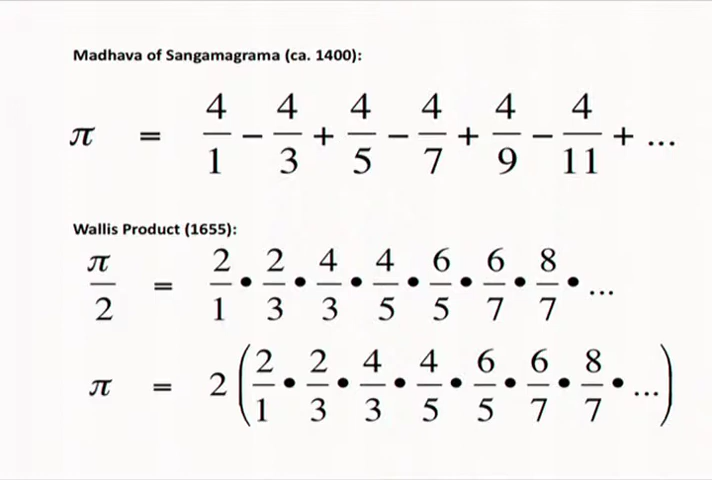 Madhava of Sangamagrama (ca. 1400):
π = 4/1 − 4/3 + 4/5 − 4/7 + 4/9 − 4/11 + ...
Wallis Product (1655):
π/2 = 2/1 • 2/3 • 4/3 • 4/5 • 6/5 • 6/7 • 8/7 • ...
π = 2 (2/1 • 2/3 • 4/3 • 4/5 • 6/5 • 6/7 • 8/7 • ...)